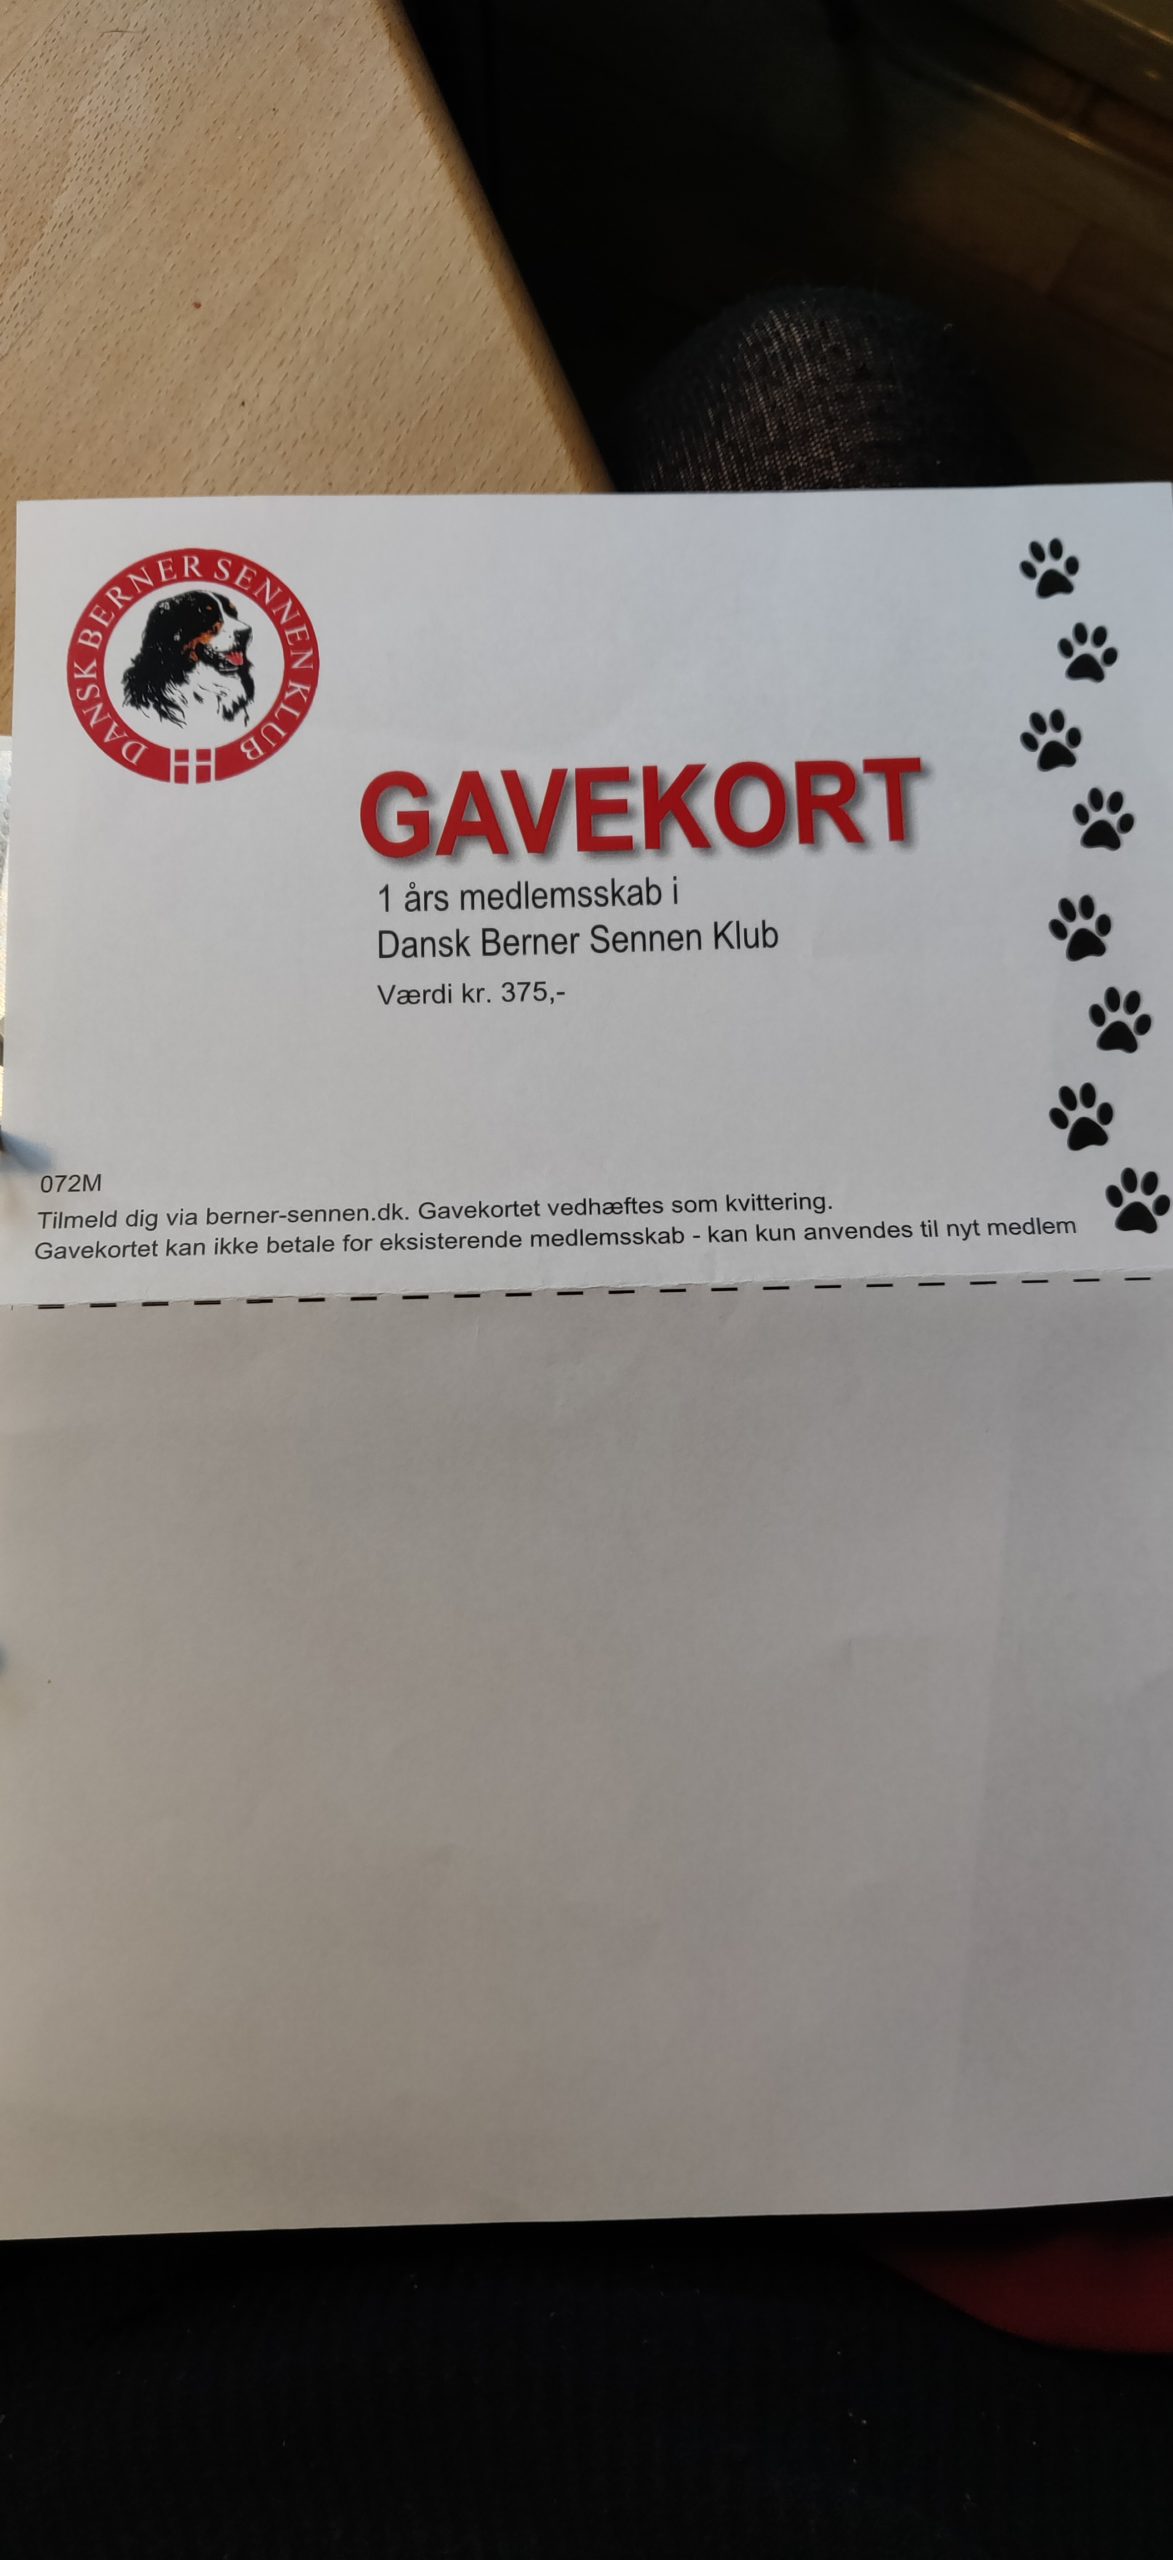 DANSK BERNER SENNEN KLUB
GAVEKORT
1 års medlemsskab i
Dansk Berner Sennen Klub
Værdi kr. 375,-
072M
Tilmeld dig via berner-sennen.dk. Gavekortet vedhæftes som kvittering.
Gavekortet kan ikke betale for eksisterende medlemsskab - kan kun anvendes til nyt medlem